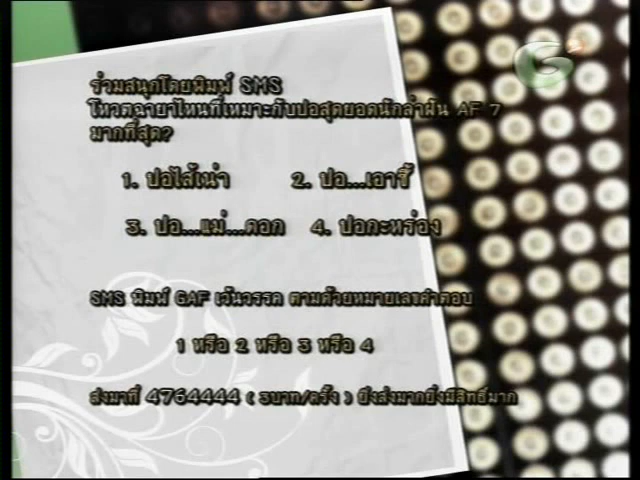 ร่วมสนุกโดยพิมพ์ SMS
โหวตฉายาไหนที่เหมาะกับปอสุดยอดนักล่าฝัน AF 7
มากที่สุด?
1. ปอไส้เน่า 2. ปอ...เอาขี้
3. ปอ...แม่...ดอก 4. ปอกะหร่อง
SMS พิมพ์ GAF เว้นวรรค ตามด้วยหมายเลขคำตอบ
1 หรือ 2 หรือ 3 หรือ 4
ส่งมาที่ 4764444 ( 3บาท/ครั้ง ) ยิ่งส่งมากยิ่งมีสิทธิ์มาก